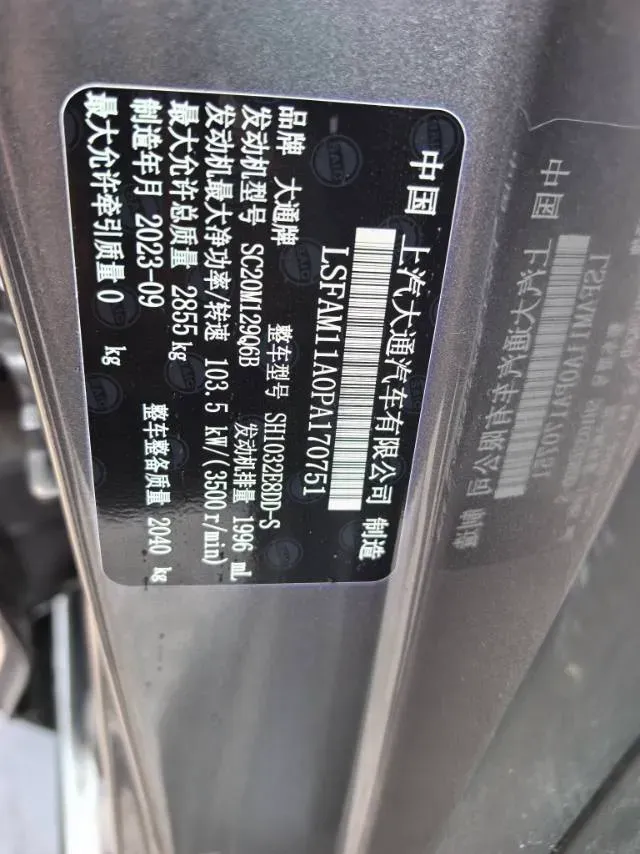 中国 上汽大通汽车有限公司 制造
LSFAM11A0PA170751
品牌 大通牌 整车型号 SH1032E8DD-S
发动机型号 SC20M129Q6B 发动机排量 1996 mL
发动机最大净功率/转速 103.5 kW/(3500r/min)
最大允许总质量 2855 kg 整车整备质量 2040 kg
制造年月 2023-09
最大允许牵引质量 0 kg